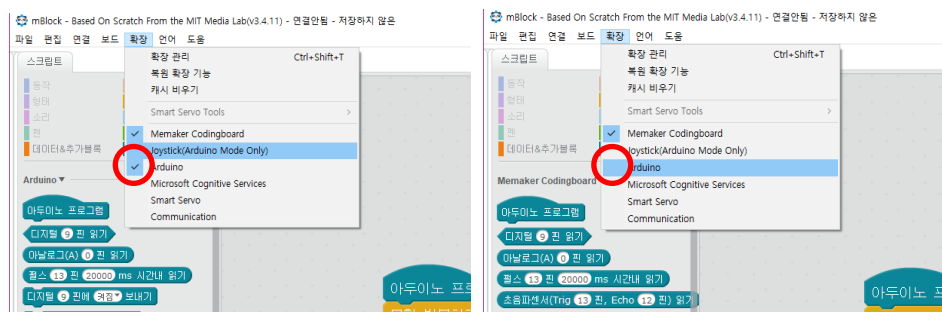 mBlock - Based On Scratch From the MIT Media Lab(v3.4.11) - 연결안됨 - 저장하지 않은
파일 편집 연결 보드 확장 언어 도움
스크립트
확장 관리 Ctrl+Shift+T
복원 확장 기능
캐시 비우기
Smart Servo Tools
Memaker Codingboard
Joystick(Arduino Mode Only)
Arduino
Microsoft Cognitive Services
Smart Servo
Communication
동작
형태
소리
펜
데이터&추가블록
Arduino
아두이노 프로그램
디지털 9 핀 읽기
아날로그(A) 0 핀 읽기
펄스 13 핀 20000 ms 시간내 읽기
디지털 9 핀에 켜짐 보내기
아두이노 프로
mBlock - Based On Scratch From the MIT Media Lab(v3.4.11) - 연결안됨 - 저장하지 않은
파일 편집 연결 보드 확장 언어 도움
스크립트
확장 관리 Ctrl+Shift+T
복원 확장 기능
캐시 비우기
Smart Servo Tools
Memaker Codingboard
Joystick(Arduino Mode Only)
Arduino
Microsoft Cognitive Services
Smart Servo
Communication
동작
형태
소리
펜
데이터&추가블록
Memaker Codingboard
아두이노 프로그램
디지털 9 핀 읽기
아날로그(A) 0 핀 읽기
펄스 13 핀 20000 ms 시간내 읽기
초음파센서(Trig 13 핀, Echo 12 핀) 읽기
아두이노